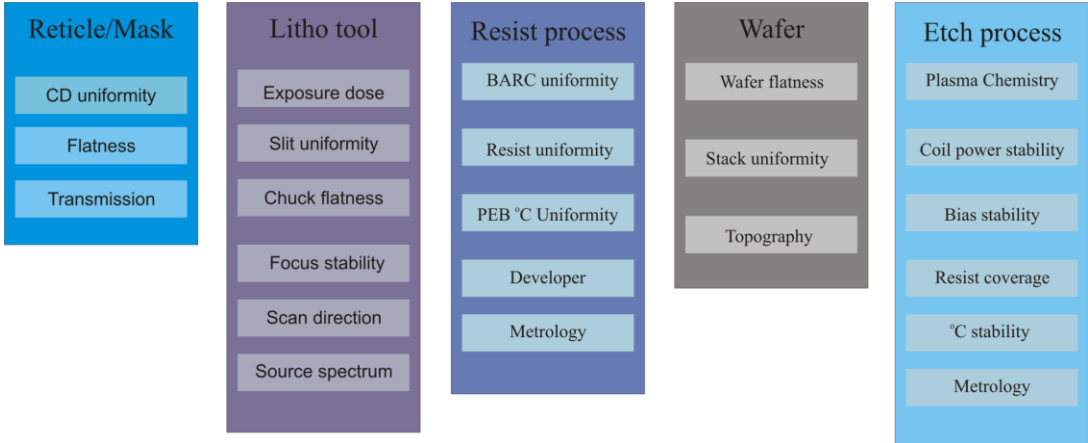 Reticle/Mask
CD uniformity
Flatness
Transmission
Litho tool
Exposure dose
Slit uniformity
Chuck flatness
Focus stability
Scan direction
Source spectrum
Resist process
BARC uniformity
Resist uniformity
PEB °C Uniformity
Developer
Metrology
Wafer
Wafer flatness
Stack uniformity
Topography
Etch process
Plasma Chemistry
Coil power stability
Bias stability
Resist coverage
°C stability
Metrology